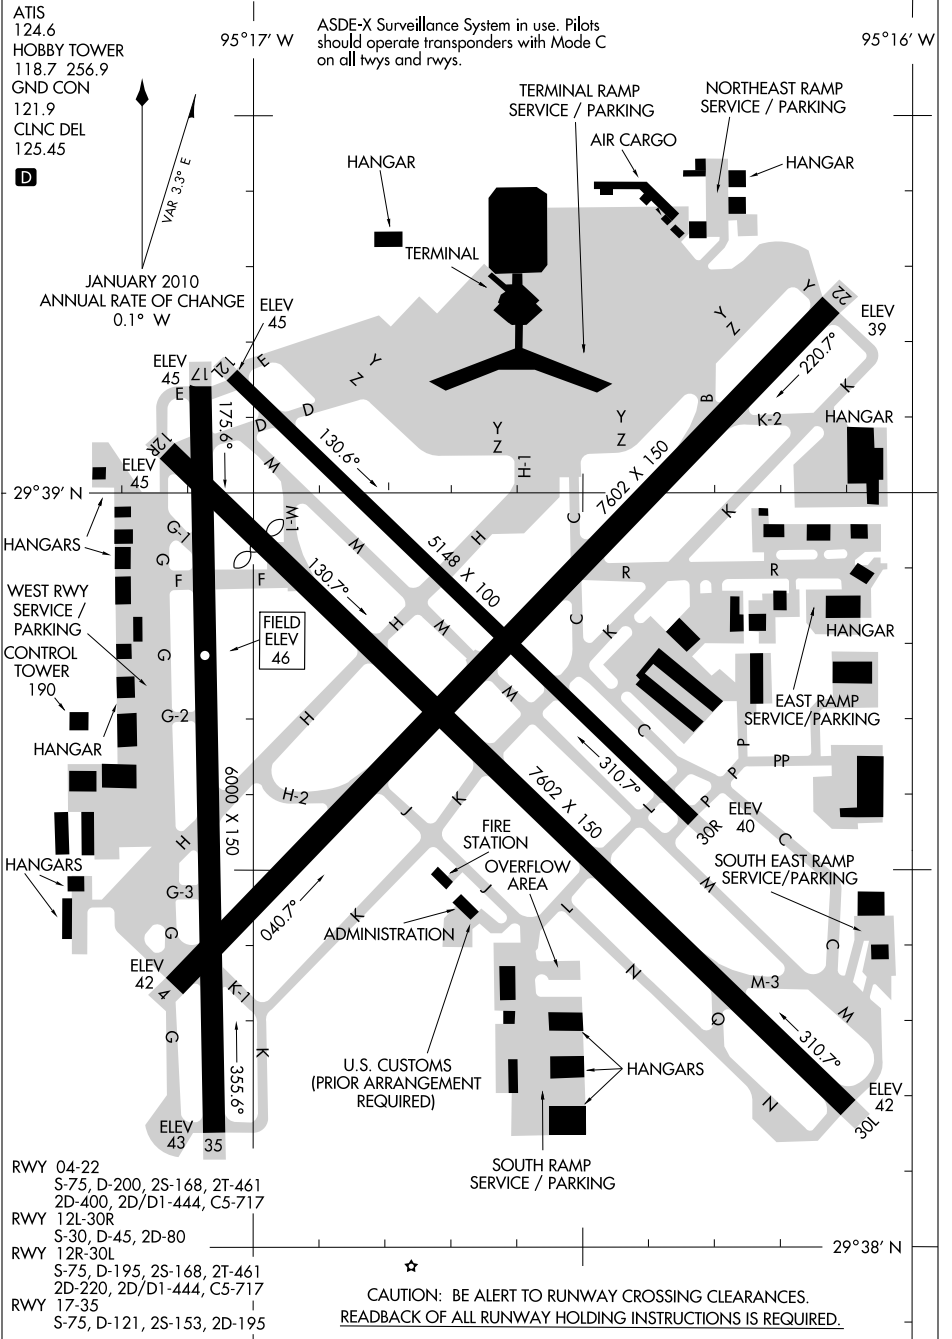 ATIS
124.6
HOBBY TOWER
118.7 256.9
GND CON
121.9
CLNC DEL
125.45
D
95°17' W
ASDE-X Surveillance System in use. Pilots
should operate transponders with Mode C
on all twys and rwys.
95°16' W
VAR 3.3° E
JANUARY 2010
ANNUAL RATE OF CHANGE
0.1° W
TERMINAL RAMP
SERVICE / PARKING
NORTHEAST RAMP
SERVICE / PARKING
AIR CARGO
HANGAR
HANGAR
TERMINAL
ELEV
45
ELEV
45
17
12L
E
E
Y
Z
Y
Z
Y
22
ELEV
39
220.7°
K
B
K-2
HANGAR
D
D
175.6°
12R
ELEV
45
M
130.6°
Y
Z
Y
Z
H-1
7602 X 150
29°39' N
HANGARS
G-1
G
F
F
M-1
M
H
C
K
5148 X 100
130.7°
R
R
WEST RWY
SERVICE /
PARKING
CONTROL
TOWER
190
HANGAR
FIELD
ELEV
46
G
G-2
H
M
C
K
HANGAR
M
EAST RAMP
SERVICE/PARKING
H
C
P
P
PP
P
310.7°
6000 X 150
H-2
J
K
7602 X 150
L
30R
ELEV
40
H
HANGARS
G-3
G
FIRE
STATION
OVERFLOW
AREA
C
SOUTH EAST RAMP
SERVICE/PARKING
M
J
L
040.7°
K
ADMINISTRATION
C
ELEV
42
4
K-1
N
M-3
M
G
K
Q
310.7°
355.6°
U.S. CUSTOMS
(PRIOR ARRANGEMENT
REQUIRED)
HANGARS
N
ELEV
42
30L
ELEV
43
35
SOUTH RAMP
SERVICE / PARKING
RWY 04-22
S-75, D-200, 2S-168, 2T-461
2D-400, 2D/D1-444, C5-717
RWY 12L-30R
S-30, D-45, 2D-80
RWY 12R-30L
S-75, D-195, 2S-168, 2T-461
2D-220, 2D/D1-444, C5-717
RWY 17-35
S-75, D-121, 2S-153, 2D-195
29°38' N
CAUTION: BE ALERT TO RUNWAY CROSSING CLEARANCES.
READBACK OF ALL RUNWAY HOLDING INSTRUCTIONS IS REQUIRED.